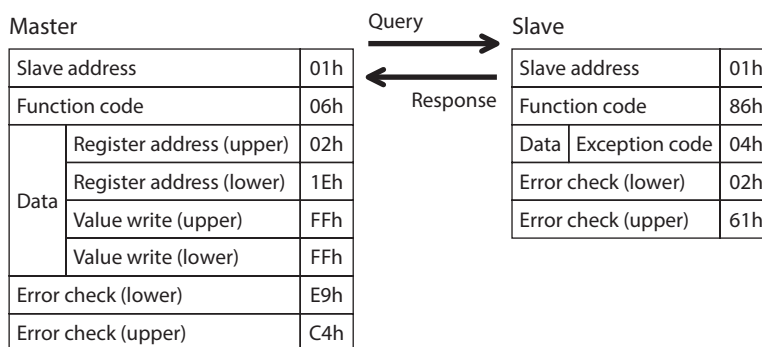 Master
Query
Slave
Response
Slave address 01h
Function code 06h
Data
Register address (upper) 02h
Register address (lower) 1Eh
Value write (upper) FFh
Value write (lower) FFh
Error check (lower) E9h
Error check (upper) C4h
Slave address 01h
Function code 86h
Data Exception code 04h
Error check (lower) 02h
Error check (upper) 61h